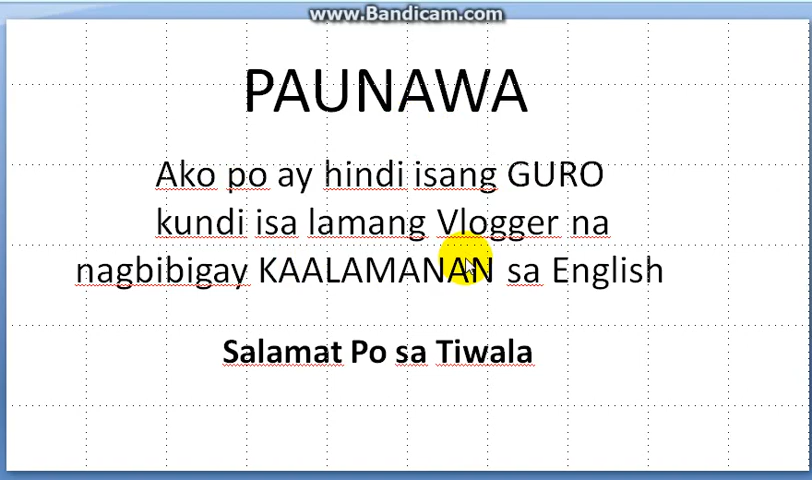 www.Bandicam.com
PAUNAWA
Ako po ay hindi isang GURO
kundi isa lamang Vlogger na
nagbibigay KAALAMANAN sa English
Salamat Po sa Tiwala